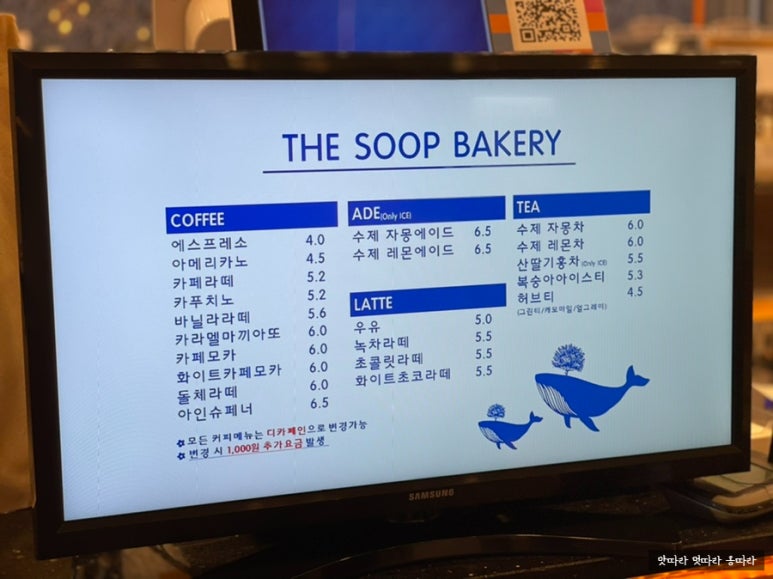 THE SOOP BAKERY
COFFEE
에스프레소 4.0
아메리카노 4.5
카페라떼 5.2
카푸치노 5.2
바닐라라떼 5.6
카라멜마끼아또 6.0
카페모카 6.0
화이트카페모카 6.0
돌체라떼 6.0
아인슈페너 6.5
모든 커피메뉴는 디카페인으로 변경가능
변경 시 1,000원 추가요금 발생
ADE(Only ICE)
수제 자몽에이드 6.5
수제 레몬에이드 6.5
LATTE
우유 5.0
녹차라떼 5.5
초콜릿라떼 5.5
화이트초코라떼 5.5
TEA
수제 자몽차 6.0
수제 레몬차 6.0
산딸기홍차(Only ICE) 5.5
복숭아아이스티 5.3
허브티 4.5
(그린티/캐모마일/얼그레이)
SAMSUNG
맛따라 멋따라 흥따라